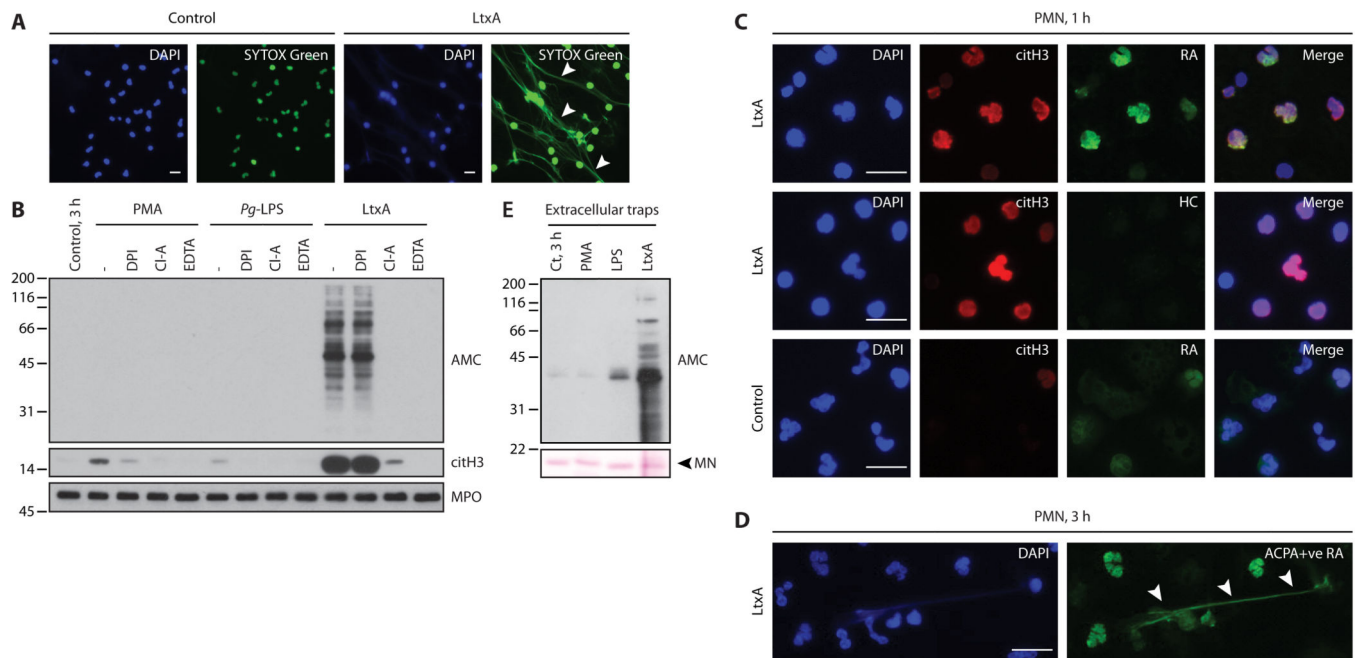 A
Control
LtxA
DAPI
SYTOX Green
DAPI
SYTOX Green
B
Control, 3 h
PMA
Pg-LPS
LtxA
-
DPI
Cl-A
EDTA
-
DPI
Cl-A
EDTA
-
DPI
Cl-A
EDTA
200
116
66
45
31
14
45
AMC
citH3
MPO
E
Extracellular traps
Ct, 3 h
PMA
LPS
LtxA
200
116
66
45
31
22
AMC
MN
C
PMN, 1 h
LtxA
DAPI
citH3
RA
Merge
LtxA
DAPI
citH3
HC
Merge
Control
DAPI
citH3
RA
Merge
D
PMN, 3 h
LtxA
DAPI
ACPA+ve RA